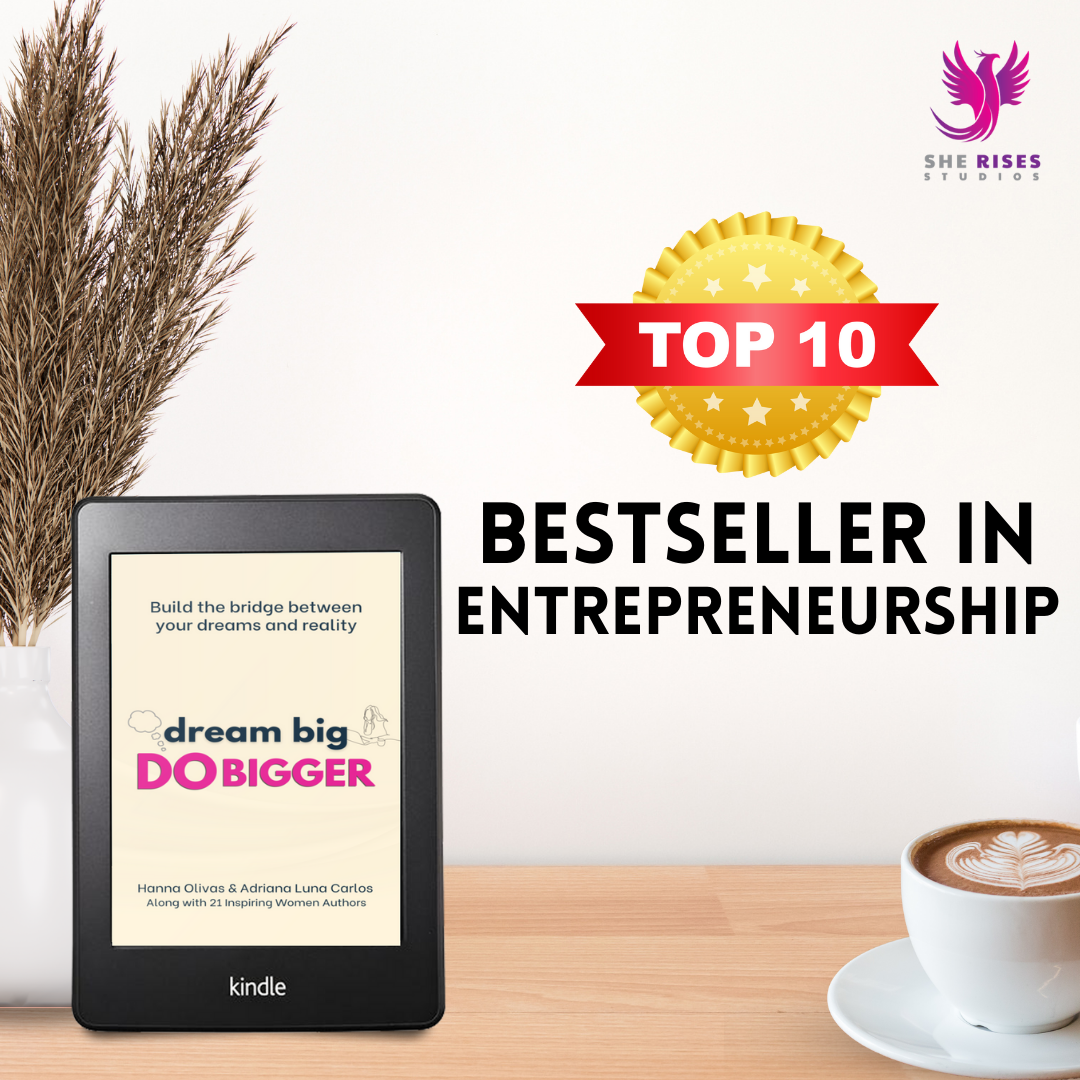 SHE RISES
STUDIOS
TOP 10
BESTSELLER IN
ENTREPRENEURSHIP
Build the bridge between
your dreams and reality
dream big
DO BIGGER
Hanna Olivas & Adriana Luna Carlos
Along with 21 Inspiring Women Authors
kindle